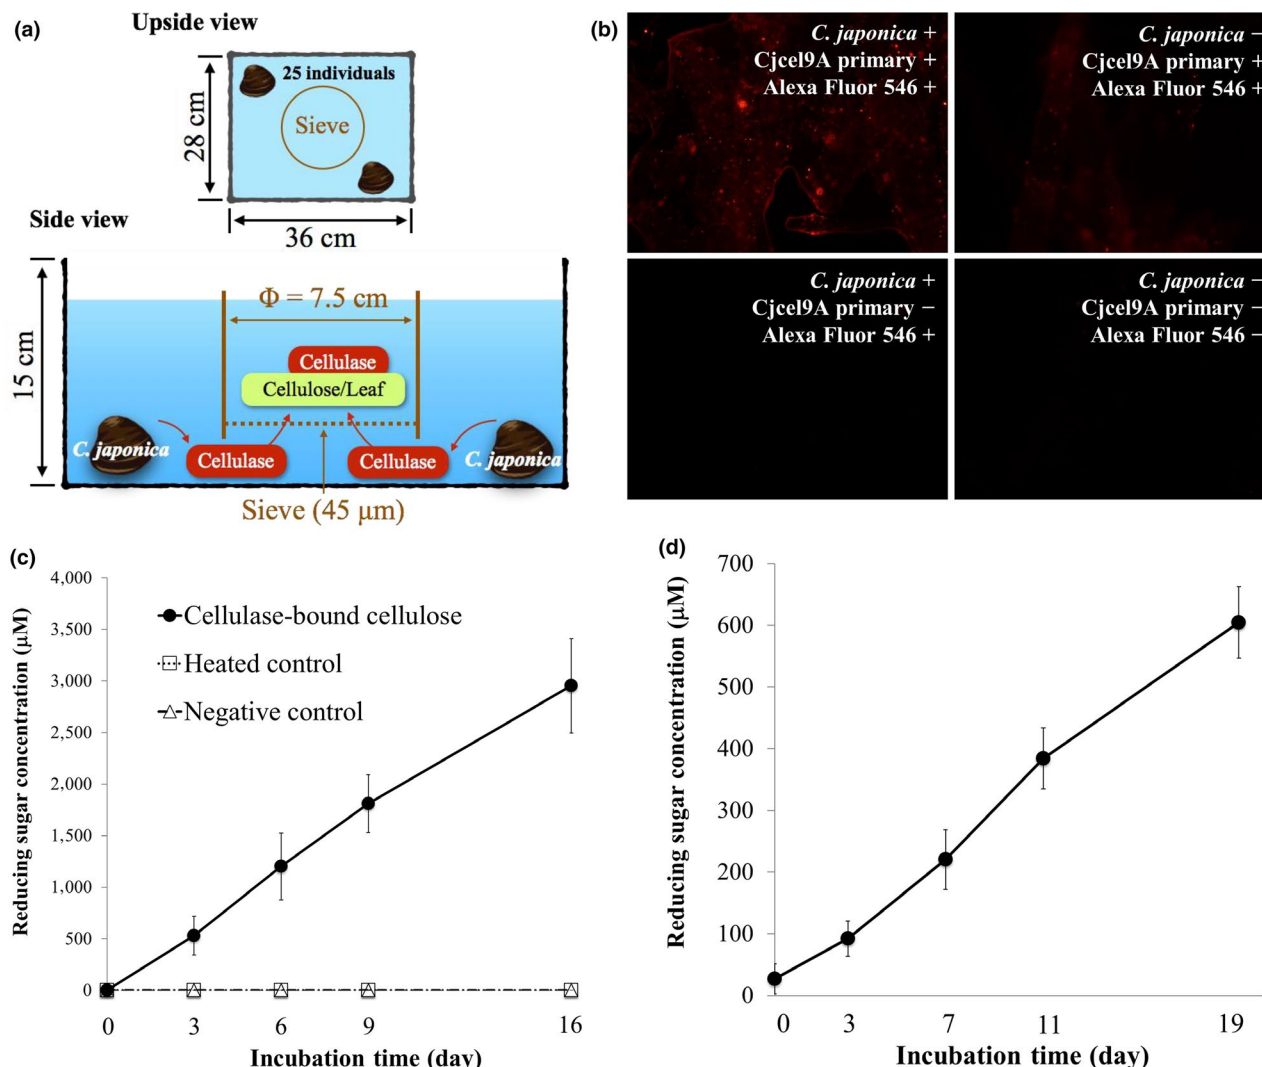 (a)
Upside view
25 individuals
Sieve
28 cm
36 cm
Side view
Φ = 7.5 cm
15 cm
Cellulase
Cellulose/Leaf
C. japonica
Cellulase
Cellulase
C. japonica
Sieve (45 μm)
(b)
C. japonica +
Cjcel9A primary +
Alexa Fluor 546 +
C. japonica −
Cjcel9A primary +
Alexa Fluor 546 +
C. japonica +
Cjcel9A primary −
Alexa Fluor 546 +
C. japonica −
Cjcel9A primary −
Alexa Fluor 546 −
(c)
Reducing sugar concentration (μM)
4,000
3,500
3,000
2,500
2,000
1,500
1,000
500
0
Cellulase-bound cellulose
Heated control
Negative control
0 3 6 9 16
Incubation time (day)
(d)
Reducing sugar concentration (μM)
700
600
500
400
300
200
100
0
0 3 7 11 19
Incubation time (day)